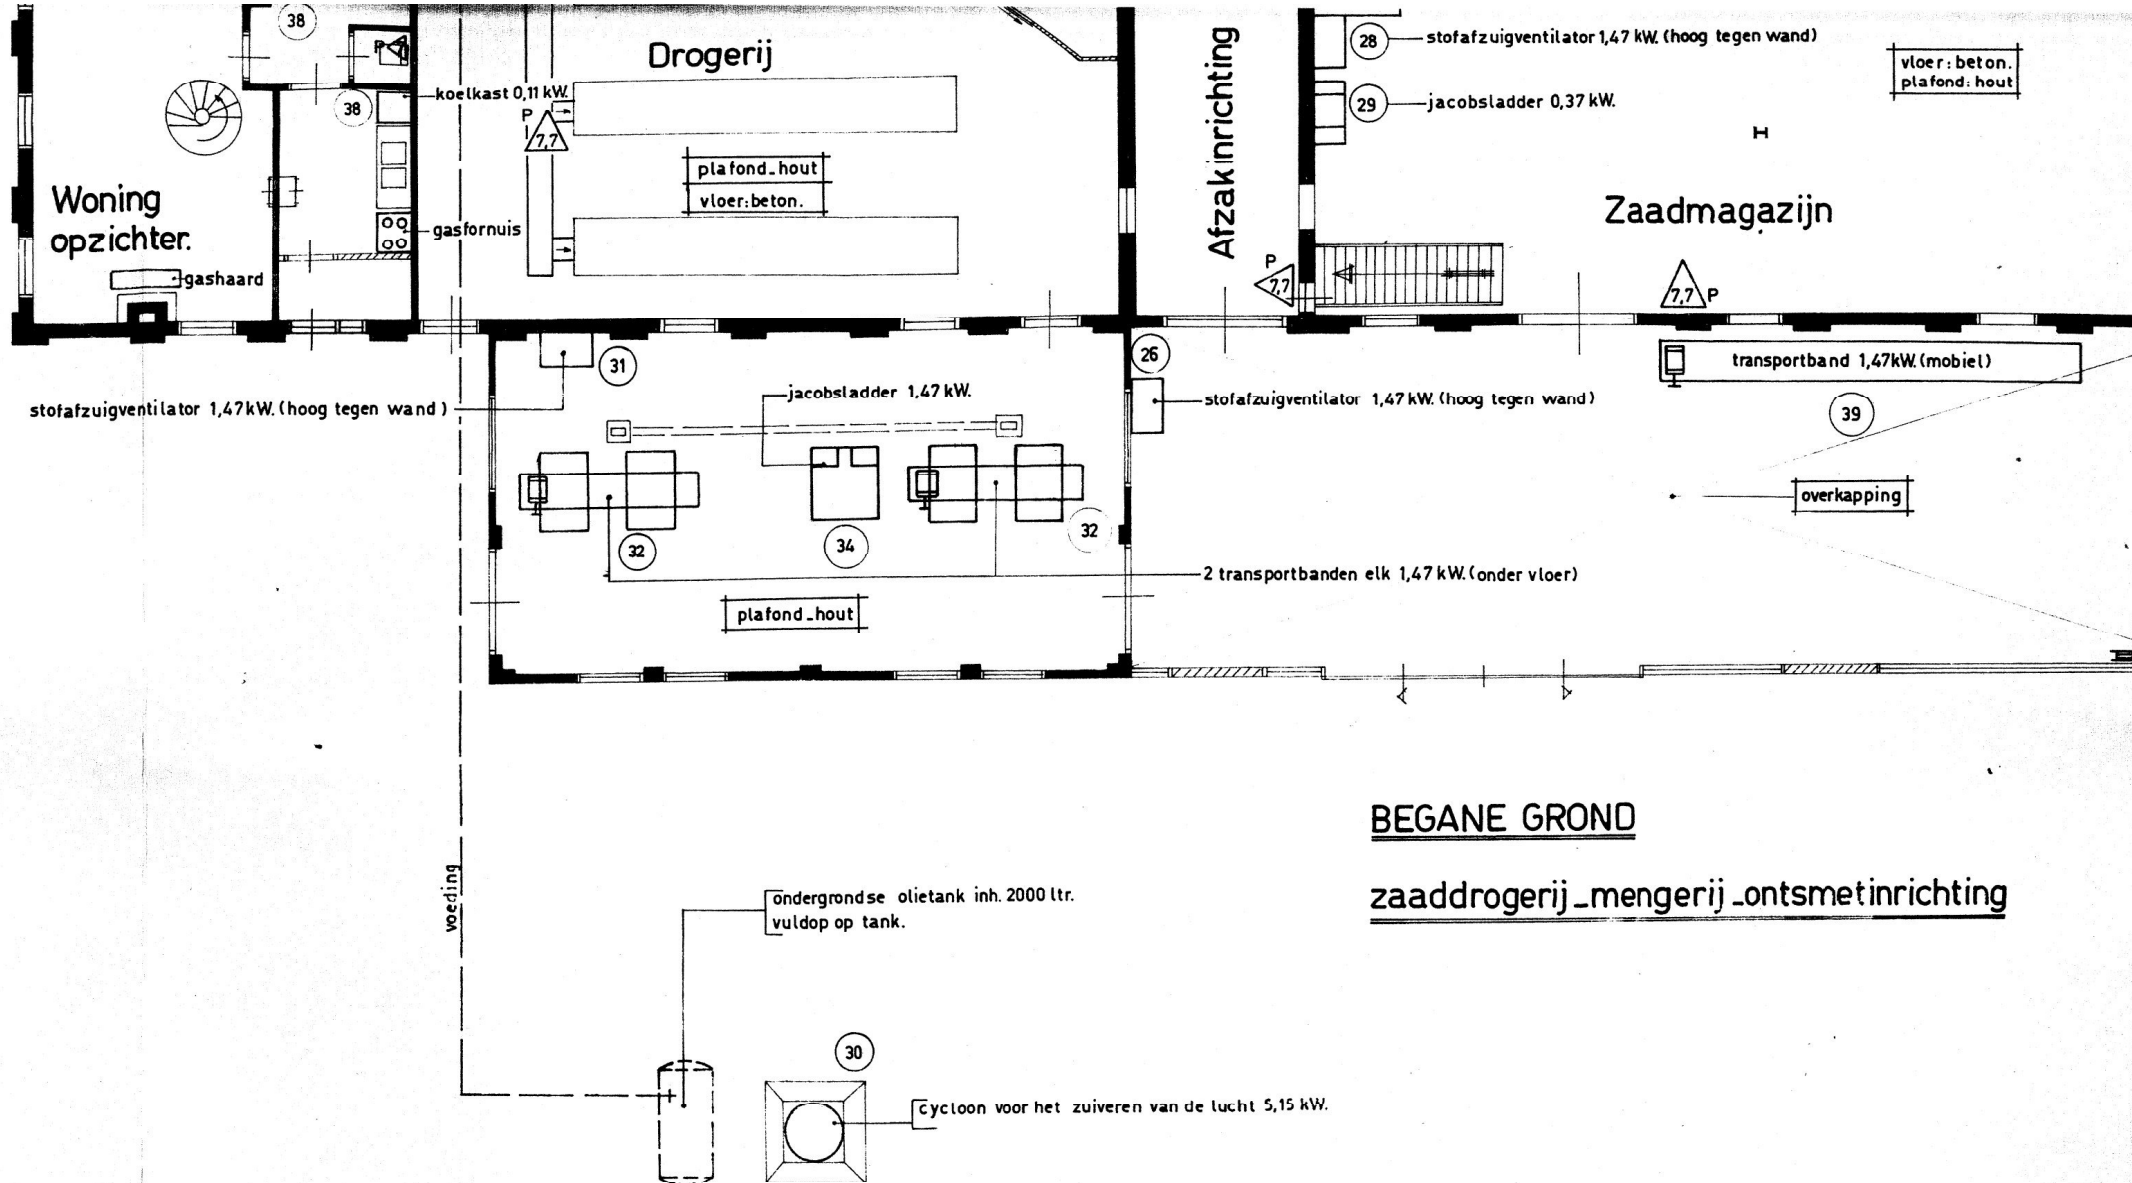 38
P
Drogerij
Afzakinrichting
28
stofafzuigventilator 1,47 kW. (hoog tegen wand)
vloer: beton.
plafond: hout
38
koelkast 0,11 kW.
P
7,7
29
jacobsladder 0,37 kW.
H
plafond_hout
vloer:beton.
Woning
opzichter.
gasfornuis
Zaadmagazijn
gashaard
P
7,7
7,7 P
31
26
transportband 1,47kW. (mobiel)
39
stofafzuigventilator 1,47kW. (hoog tegen wand)
jacobsladder 1,47 kW.
stofafzuigventilator 1,47 kW. (hoog tegen wand)
overkapping
32
34
32
2 transportbanden elk 1,47 kW. (onder vloer)
plafond_hout
BEGANE GROND
zaaddrogerij_mengerij_ontsmetinrichting
voeding
ondergrondse olietank inh. 2000 ltr.
vuldop op tank.
30
cycloon voor het zuiveren van de lucht 5,15 kW.